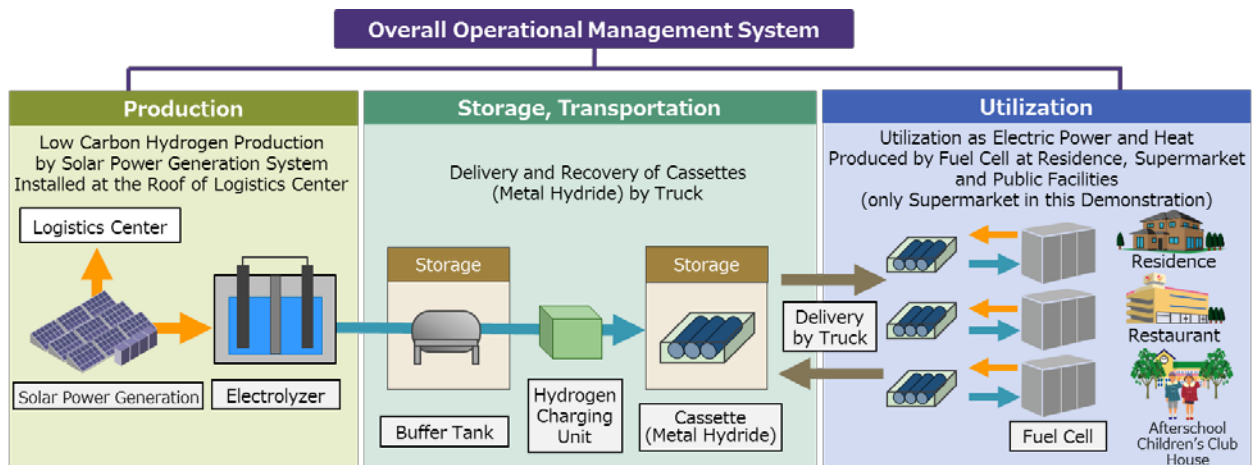 Overall Operational Management System
Production
Low Carbon Hydrogen Production
by Solar Power Generation System
Installed at the Roof of Logistics Center
Logistics Center
Solar Power Generation
Electrolyzer
Storage, Transportation
Delivery and Recovery of Cassettes
(Metal Hydride) by Truck
Storage
Buffer Tank
Hydrogen
Charging
Unit
Storage
Cassette
(Metal Hydride)
Delivery
by Truck
Utilization
Utilization as Electric Power and Heat
Produced by Fuel Cell at Residence, Supermarket
and Public Facilities
(only Supermarket in this Demonstration)
Residence
Restaurant
Fuel Cell
Afterschool
Children's Club
House